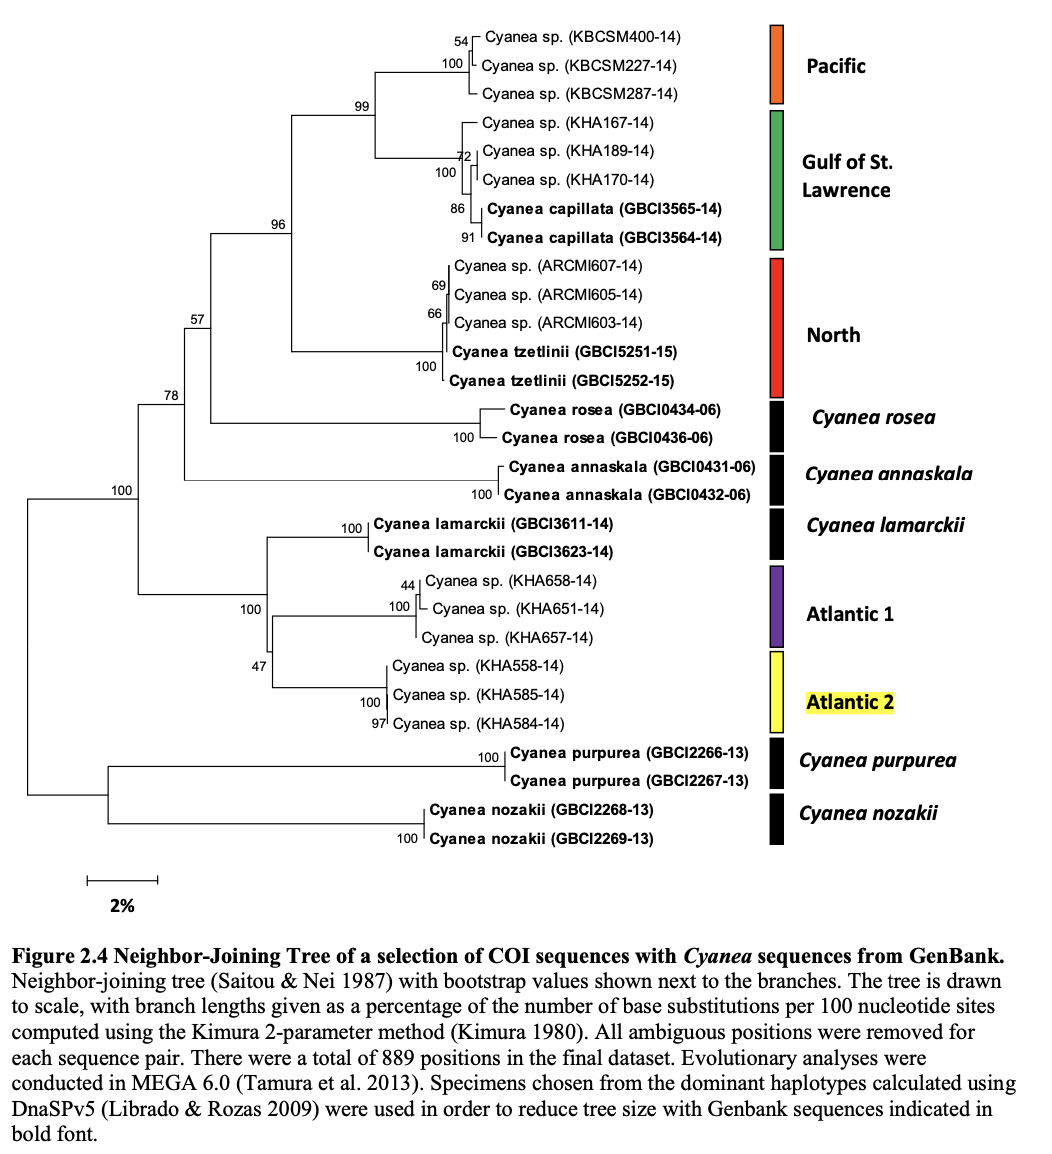 54
Cyanea sp. (KBCSM400-14)
100
Cyanea sp. (KBCSM227-14)
Pacific
Cyanea sp. (KBCSM287-14)
99
Cyanea sp. (KHA167-14)
72
Cyanea sp. (KHA189-14)
Gulf of St.
Lawrence
100
Cyanea sp. (KHA170-14)
86
Cyanea capillata (GBCI3565-14)
91
Cyanea capillata (GBCI3564-14)
96
Cyanea sp. (ARCMI607-14)
69
Cyanea sp. (ARCMI605-14)
66
Cyanea sp. (ARCMI603-14)
North
Cyanea tzetlinii (GBCI5251-15)
100
Cyanea tzetlinii (GBCI5252-15)
57
Cyanea rosea (GBCI0434-06)
Cyanea rosea
100
Cyanea rosea (GBCI0436-06)
78
Cyanea annaskala (GBCI0431-06)
Cyanea annaskala
100
Cyanea annaskala (GBCI0432-06)
100
100
Cyanea lamarckii (GBCI3611-14)
Cyanea lamarckii
Cyanea lamarckii (GBCI3623-14)
44
Cyanea sp. (KHA658-14)
100
Cyanea sp. (KHA651-14)
Atlantic 1
100
Cyanea sp. (KHA657-14)
47
Cyanea sp. (KHA558-14)
100
Cyanea sp. (KHA585-14)
Atlantic 2
97
Cyanea sp. (KHA584-14)
100
Cyanea purpurea (GBCI2266-13)
Cyanea purpurea
Cyanea purpurea (GBCI2267-13)
Cyanea nozakii (GBCI2268-13)
Cyanea nozakii
100
Cyanea nozakii (GBCI2269-13)
2%
Figure 2.4 Neighbor-Joining Tree of a selection of COI sequences with Cyanea sequences from GenBank.
Neighbor-joining tree (Saitou & Nei 1987) with bootstrap values shown next to the branches. The tree is drawn
to scale, with branch lengths given as a percentage of the number of base substitutions per 100 nucleotide sites
computed using the Kimura 2-parameter method (Kimura 1980). All ambiguous positions were removed for
each sequence pair. There were a total of 889 positions in the final dataset. Evolutionary analyses were
conducted in MEGA 6.0 (Tamura et al. 2013). Specimens chosen from the dominant haplotypes calculated using
DnaSPv5 (Librado & Rozas 2009) were used in order to reduce tree size with Genbank sequences indicated in
bold font.